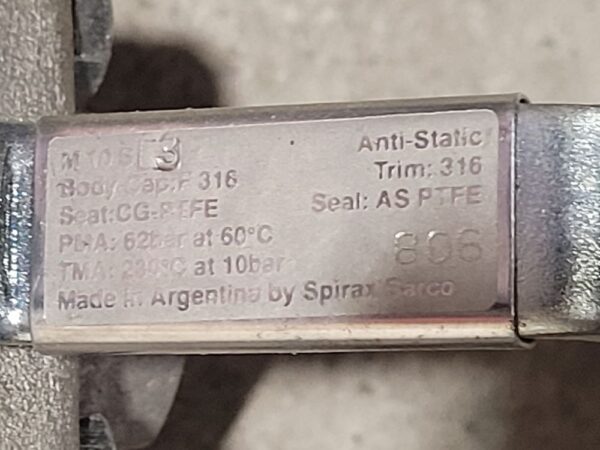 M10S 3
Anti-Static
Body/Cap:F 316
Trim: 316
Seat:CG-PTFE
Seal: AS PTFE
PMA: 62bar at 60°C
806
TMA: 230°C at 10bar
Made in Argentina by Spirax Sarco